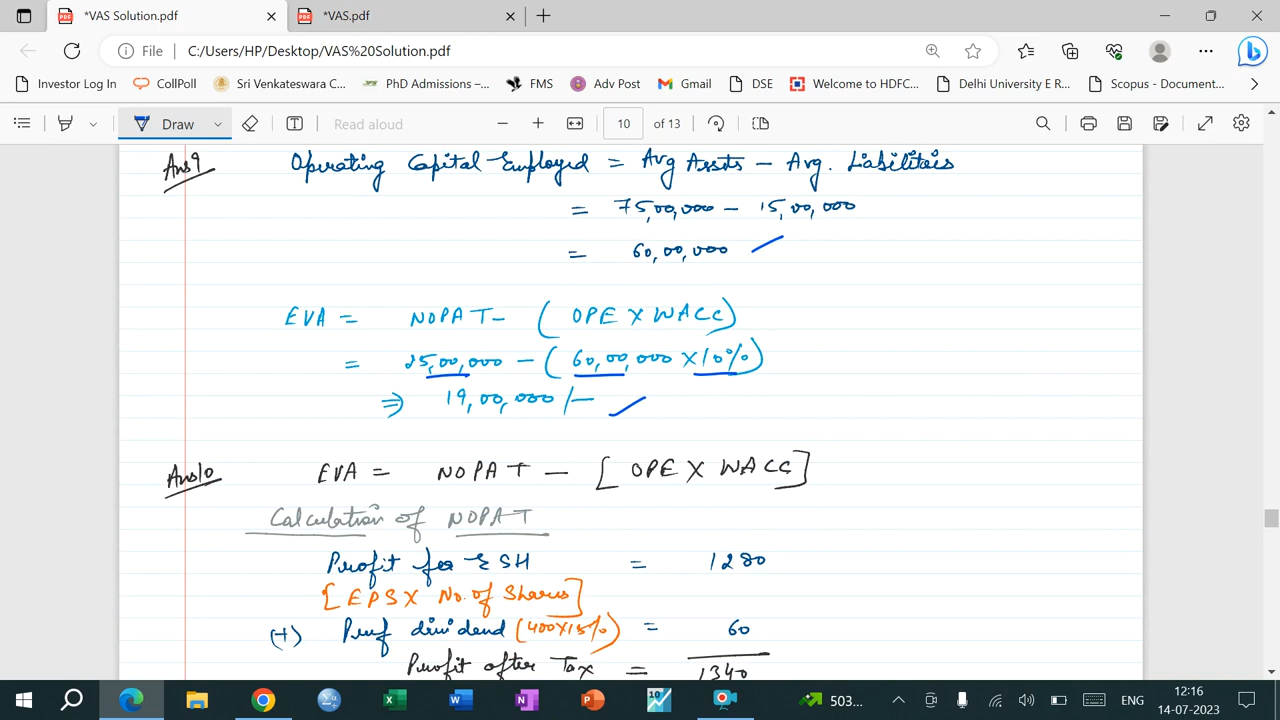 *VAS Solution.pdf
*VAS.pdf
File
C:/Users/HP/Desktop/VAS%20Solution.pdf
Investor Log In
CollPoll
Sri Venkateswara C...
PhD Admissions –...
FMS
Adv Post
Gmail
DSE
Welcome to HDFC...
Delhi University E R...
Scopus - Document...
Draw
Read aloud
10 of 13
Ans 9 Operating Capital Employed = Avg Assets – Avg. Liabilitais
= 75,00,000 – 15,00,000
= 60,00,000
EVA = NOPAT – (OPE X WACC)
= 25,00,000 – (60,00,000 X 10%)
⇒ 19,00,000/–
Ans10 EVA = NOPAT – [OPE X WACC]
Calculation of NOPAT
Profit for ESH = 1280
[EPS X No. of Shares]
(+) Pref dividend (400X15%) = 60
Profit after Tax = 1340
503...
ENG
12:16
14-07-2023